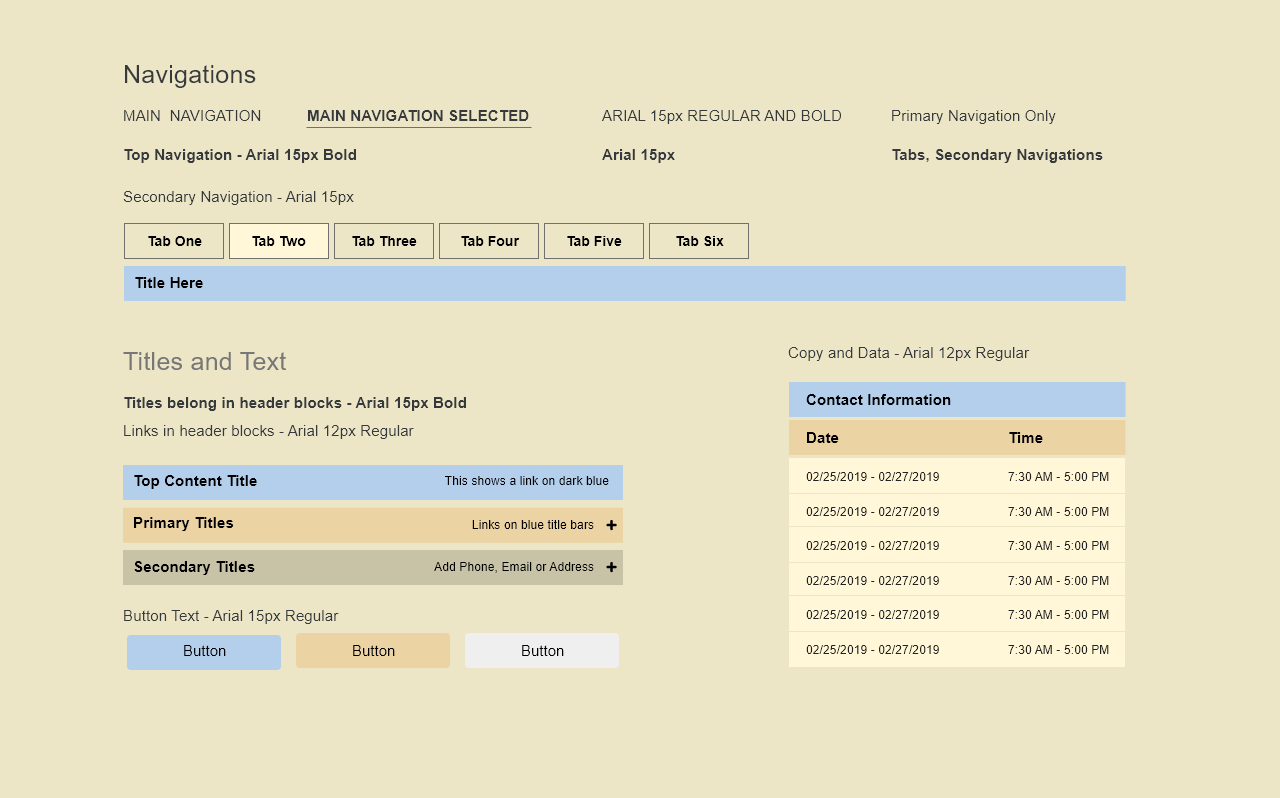 Navigations
MAIN  NAVIGATION MAIN NAVIGATION SELECTED ARIAL 15px REGULAR AND BOLD Primary Navigation Only
Top Navigation - Arial 15px Bold Arial 15px Tabs, Secondary Navigations
Secondary Navigation - Arial 15px
Tab One Tab Two Tab Three Tab Four Tab Five Tab Six
Title Here
Titles and Text
Titles belong in header blocks - Arial 15px Bold
Links in header blocks - Arial 12px Regular
Top Content Title This shows a link on dark blue
Primary Titles Links on blue title bars +
Secondary Titles Add Phone, Email or Address +
Button Text - Arial 15px Regular
Button Button Button
Copy and Data - Arial 12px Regular
Contact Information
Date Time
02/25/2019 - 02/27/2019 7:30 AM - 5:00 PM
02/25/2019 - 02/27/2019 7:30 AM - 5:00 PM
02/25/2019 - 02/27/2019 7:30 AM - 5:00 PM
02/25/2019 - 02/27/2019 7:30 AM - 5:00 PM
02/25/2019 - 02/27/2019 7:30 AM - 5:00 PM
02/25/2019 - 02/27/2019 7:30 AM - 5:00 PM